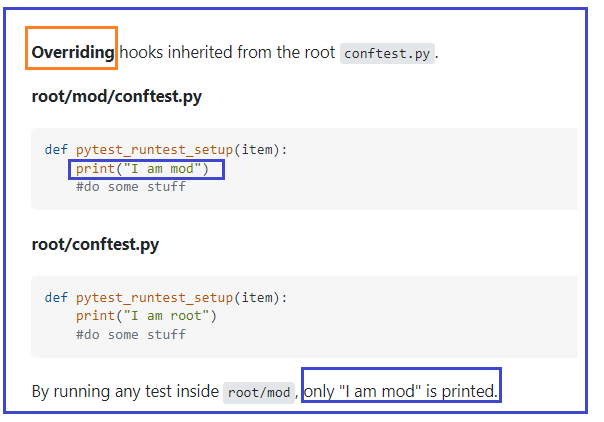 Overriding hooks inherited from the root conftest.py.
root/mod/conftest.py
def pytest_runtest_setup(item):
    print("I am mod")
    #do some stuff
root/conftest.py
def pytest_runtest_setup(item):
    print("I am root")
    #do some stuff
By running any test inside root/mod, only "I am mod" is printed.